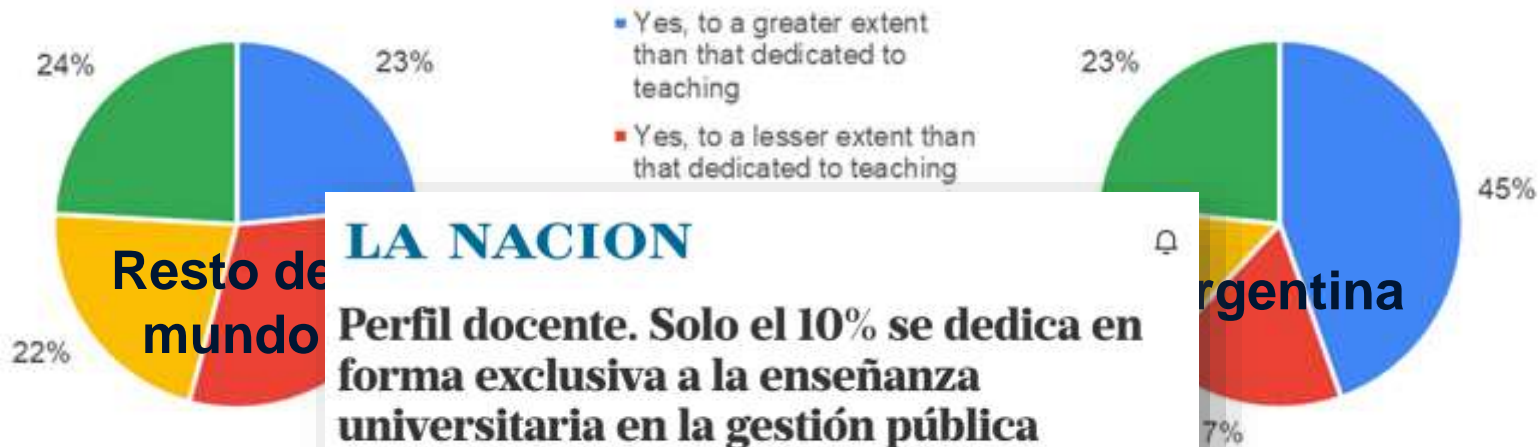 24%
23%
Yes, to a greater extent
than that dedicated to
teaching
Yes, to a lesser extent than
that dedicated to teaching
23%
45%
Resto de
mundo
22%
LA NACION
Perfil docente. Solo el 10% se dedica en
forma exclusiva a la enseñanza
universitaria en la gestión pública
rgentina
7%